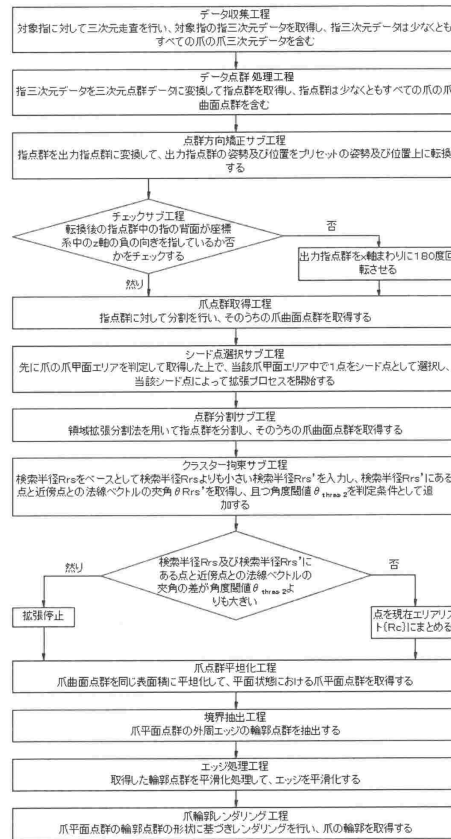 データ収集工程
対象指に対して三次元走査を行い、対象指の指三次元データを取得し、指三次元データは少なくとも
すべての爪の爪三次元データを含む
データ点群 処理工程
指三次元データを三次元点群データに変換して指点群を取得し、指点群は少なくともすべての爪の爪
曲面点群を含む
点群方向矯正サブ工程
指点群を出力指点群に変換して、出力指点群の姿勢及び位置をプリセットの姿勢及び位置上に転換
する
チェックサブ工程
転換後の指点群中の指の背面が座標
系中のz軸の負の向きを指しているか否
かをチェックする
否
出力指点群をx軸まわりに180度回
転させる
然り
爪点群取得工程
指点群に対して分割を行い、そのうちの爪曲面点群を取得する
シード点選択サブ工程
先に爪の爪甲面エリアを判定して取得した上で、当該爪甲面エリア中で1点をシード点として選択し、
当該シード点によって拡張プロセスを開始する
点群分割サブ工程
領域拡張分割法を用いて指点群を分割し、そのうちの爪曲面点群を取得する
クラスター拘束サブ工程
検索半径Rrsをベースとして検索半径Rrsよりも小さい検索半径Rrs'を入力し、検索半径Rrs'にある
点と近傍点との法線ベクトルの夾角θRrs'を取得し、且つ角度閾値θthres2を判定条件として追
加する
然り
検索半径Rrs及び検索半径Rrs'に
ある点と近傍点との法線ベクトルの
夾角の差が角度閾値θthres2よ
りも大きい
否
拡張停止
点を現在エリアリス
ト{Rc}にまとめる
爪点群平坦化工程
爪曲面点群を同じ表面積に平坦化して、平面状態における爪平面点群を取得する
境界抽出工程
爪平面点群の外周エッジの輪郭点群を抽出する
エッジ処理工程
取得した輪郭点群を平滑化処理して、エッジを平滑化する
爪輪郭レンダリング工程
爪平面点群の輪郭点群の形状に基づきレンダリングを行い、爪の輪郭を取得する